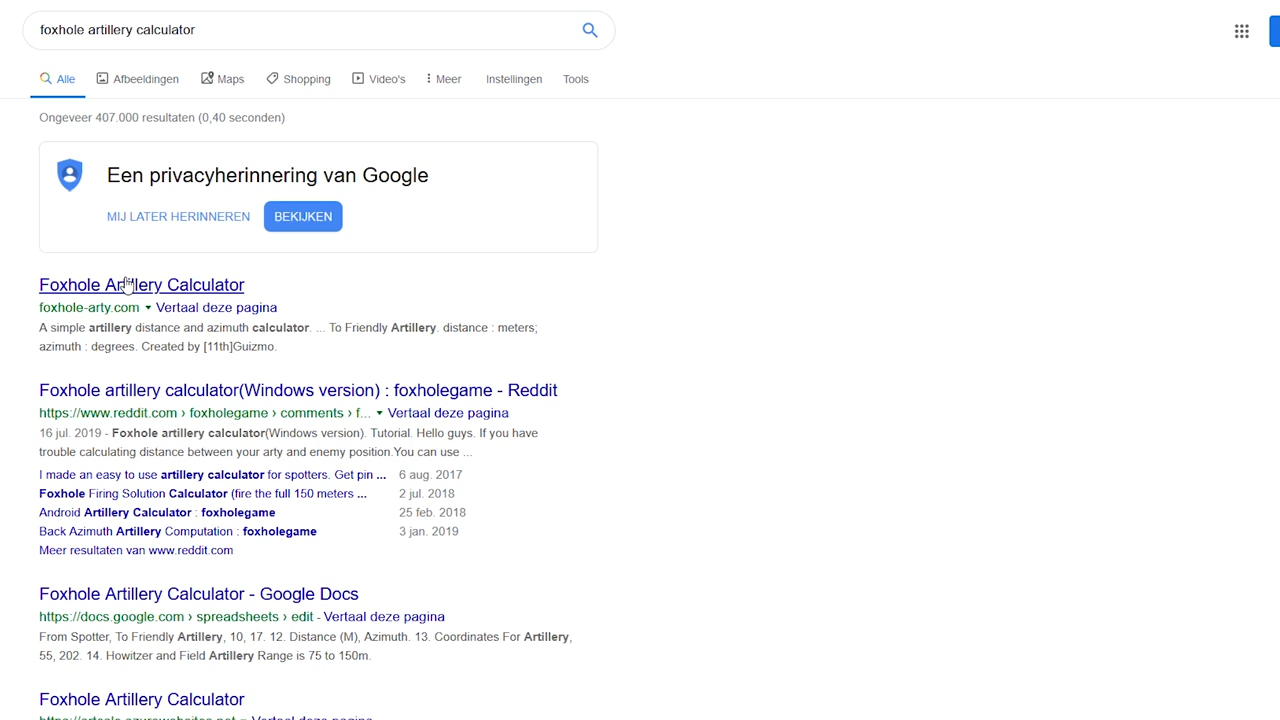 foxhole artillery calculator
Alle Afbeeldingen Maps Shopping Video's Meer Instellingen Tools
Ongeveer 407.000 resultaten (0,40 seconden)
Een privacyherinnering van Google
MIJ LATER HERINNEREN BEKIJKEN
Foxhole Artillery Calculator
foxhole-arty.com Vertaal deze pagina
A simple artillery distance and azimuth calculator. ... To Friendly Artillery. distance : meters;
azimuth : degrees. Created by [11th]Guizmo.
Foxhole artillery calculator(Windows version) : foxholegame - Reddit
https://www.reddit.com › foxholegame › comments › f... Vertaal deze pagina
16 jul. 2019 - Foxhole artillery calculator(Windows version). Tutorial. Hello guys. If you have
trouble calculating distance between your arty and enemy position.You can use ...
I made an easy to use artillery calculator for spotters. Get pin ... 6 aug. 2017
Foxhole Firing Solution Calculator (fire the full 150 meters ... 2 jul. 2018
Android Artillery Calculator : foxholegame 25 feb. 2018
Back Azimuth Artillery Computation : foxholegame 3 jan. 2019
Meer resultaten van www.reddit.com
Foxhole Artillery Calculator - Google Docs
https://docs.google.com › spreadsheets › edit - Vertaal deze pagina
From Spotter, To Friendly Artillery, 10, 17. 12. Distance (M), Azimuth. 13. Coordinates For Artillery,
55, 202. 14. Howitzer and Field Artillery Range is 75 to 150m.
Foxhole Artillery Calculator